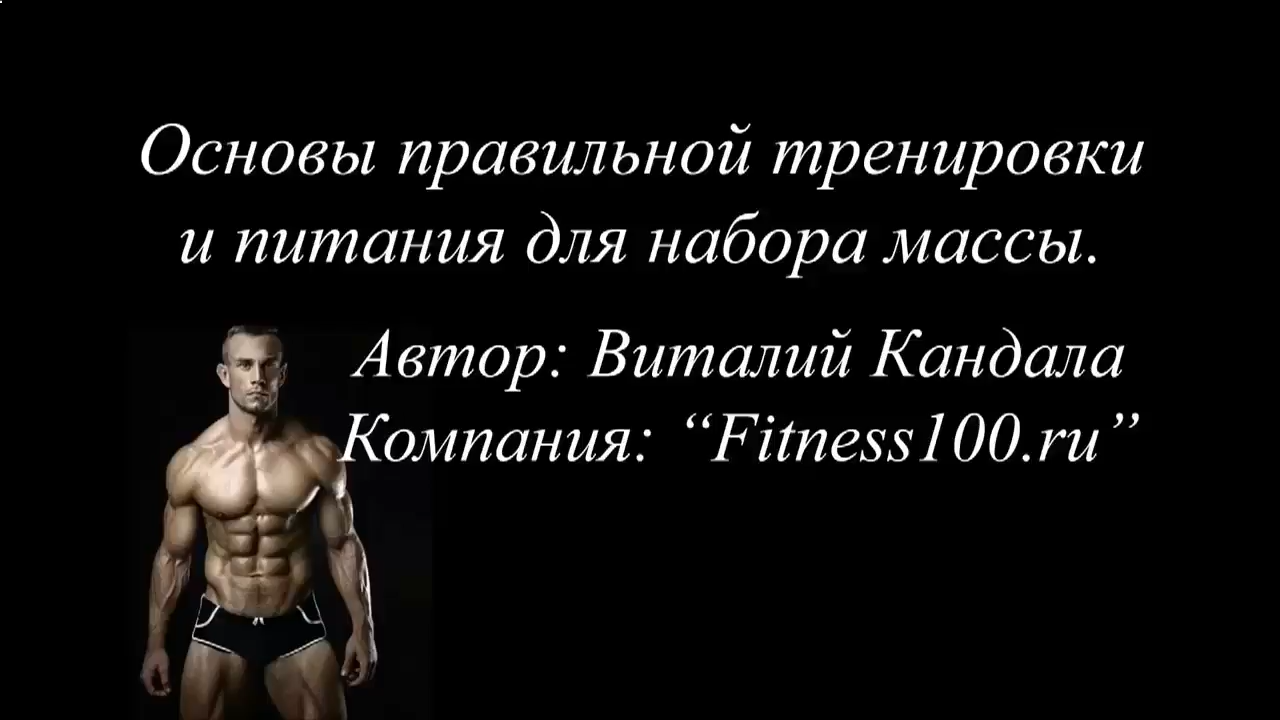 Основы правильной тренировки
и питания для набора массы.
Автор: Виталий Кандала
Компания: “Fitness100.ru”